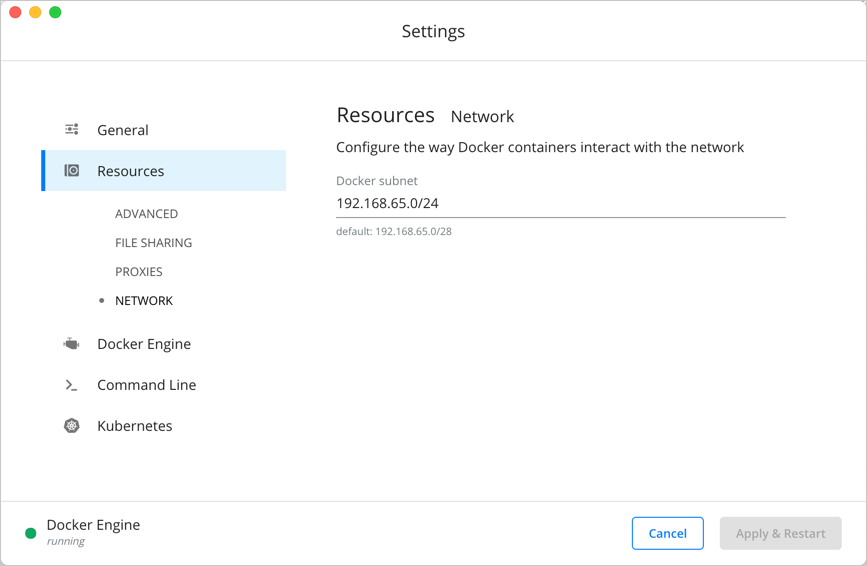 Settings
General
Resources
ADVANCED
FILE SHARING
PROXIES
NETWORK
Docker Engine
Command Line
Kubernetes
Resources Network
Configure the way Docker containers interact with the network
Docker subnet
192.168.65.0/24
default: 192.168.65.0/28
Docker Engine
running
Cancel
Apply & Restart